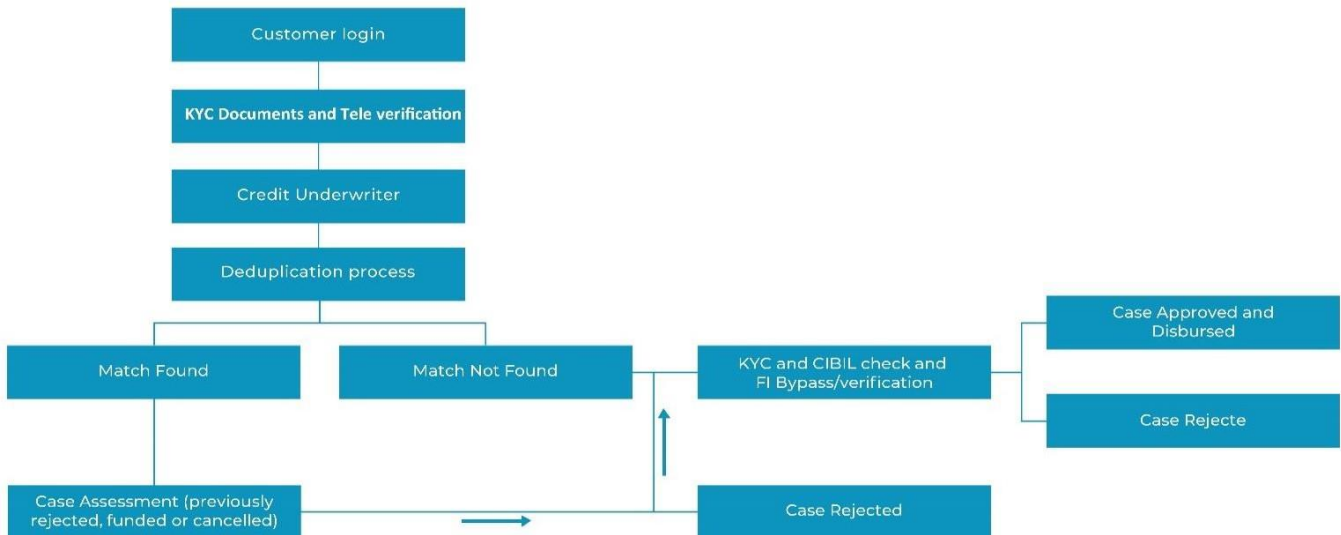 Customer login
KYC Documents and Tele verification
Credit Underwriter
Deduplication process
Match Found
Match Not Found
KYC and CIBIL check and
FI Bypass/verification
Case Approved and
Disbursed
Case Rejecte
Case Assessment (previously
rejected, funded or cancelled)
Case Rejected